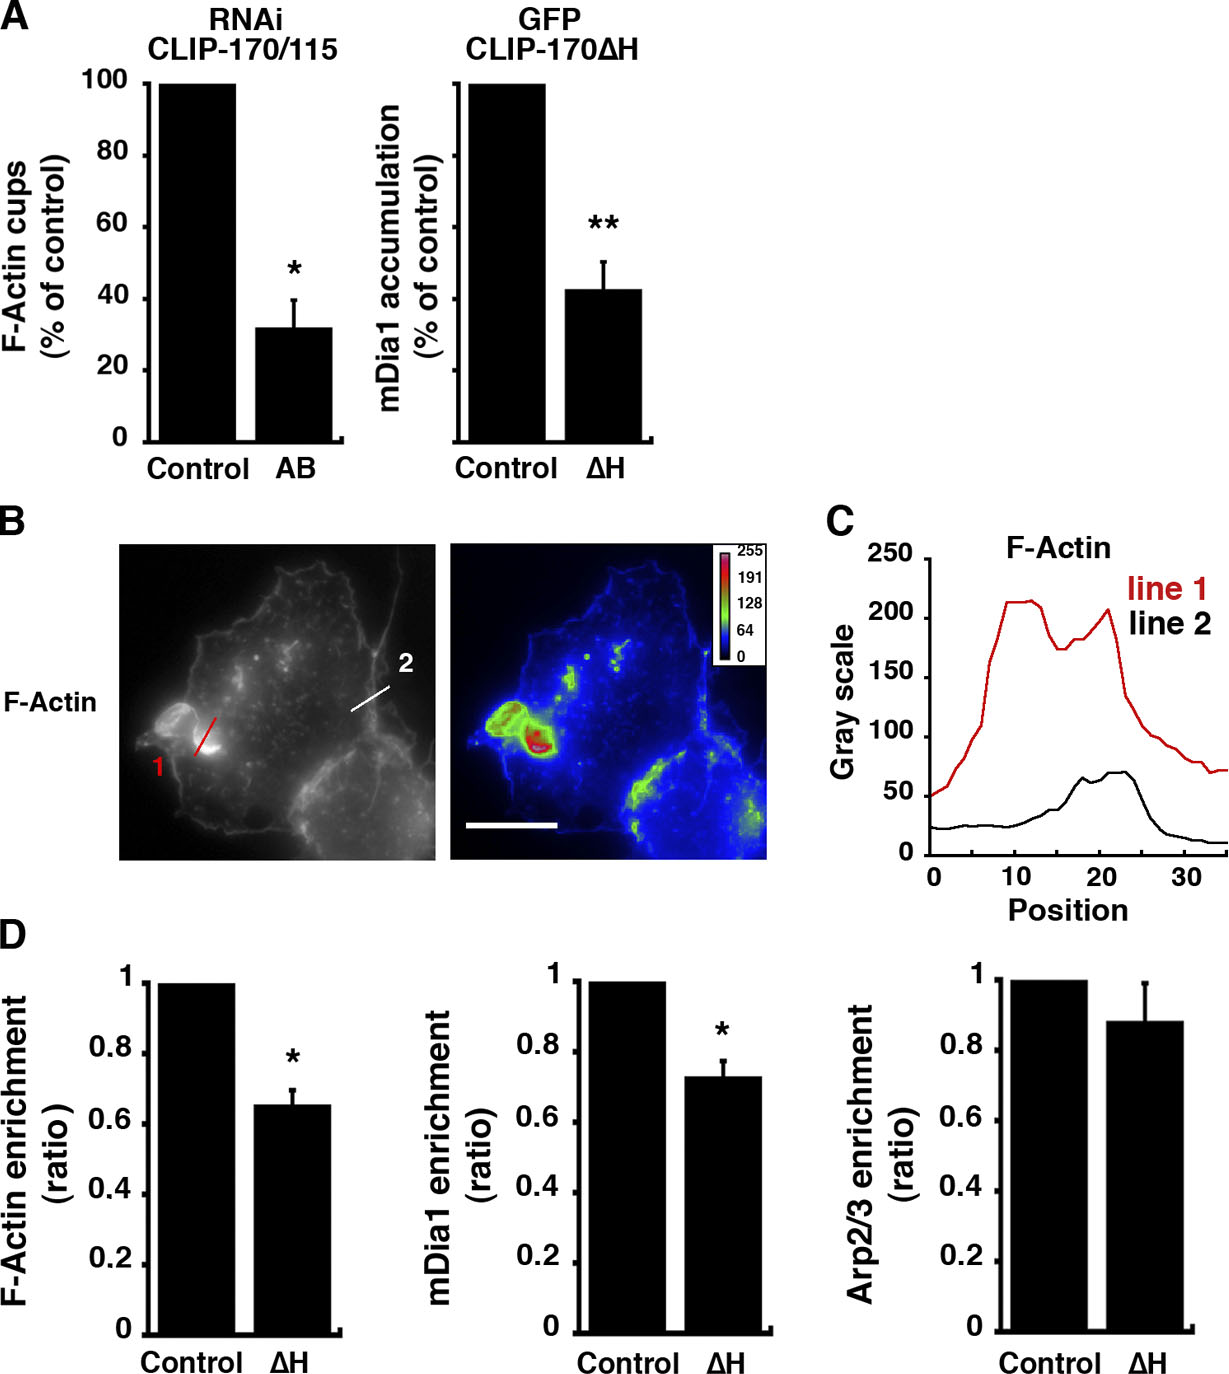 A
RNAi
CLIP-170/115
GFP
CLIP-170ΔH
F-Actin cups
(% of control)
100
80
60
40
20
0
*
Control AB
mDia1 accumulation
(% of control)
**
Control ΔH
B
F-Actin
1
2
255
191
128
64
0
C
F-Actin
line 1
line 2
Gray scale
250
200
150
100
50
0
0 10 20 30
Position
D
F-Actin enrichment
(ratio)
1
0.8
0.6
0.4
0.2
0
*
Control ΔH
mDia1 enrichment
(ratio)
1
0.8
0.6
0.4
0.2
0
*
Control ΔH
Arp2/3 enrichment
(ratio)
1
0.8
0.6
0.4
0.2
0
Control ΔH